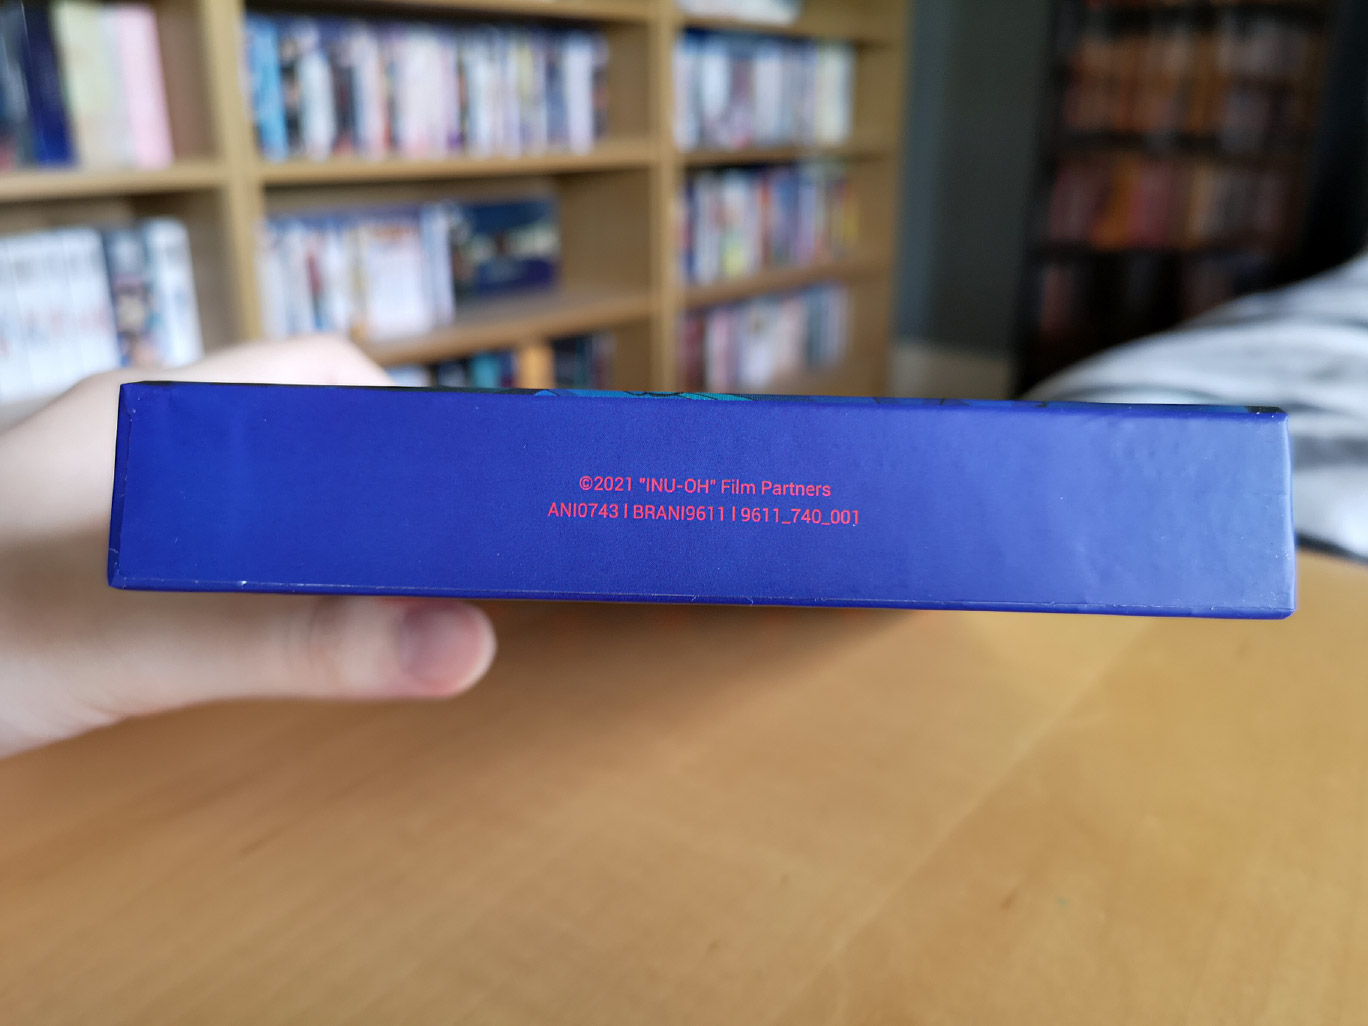 ©2021 "INU-OH" Film Partners
ANI0743 | BRANI9611 | 9611_740_001